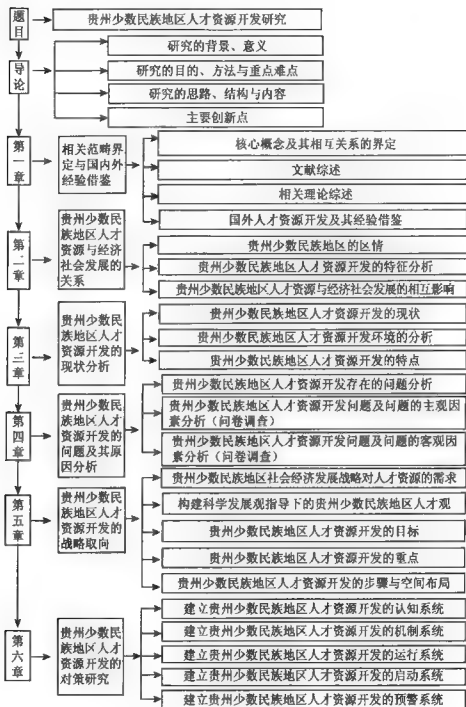 题目
贵州少数民族地区人才资源开发研究
导论
研究的背景、意义
研究的目的、方法与重点难点
研究的思路、结构与内容
主要创新点
第一章
相关范畴界
定与国内外
经验借鉴
核心概念及其相互关系的界定
文献综述
相关理论综述
国外人才资源开发及其经验借鉴
第二章
贵州少数民
族地区人才
资源与经济
社会发展的
关系
贵州少数民族地区的区情
贵州少数民族地区人才资源开发的特征分析
贵州少数民族地区人才资源与经济社会发展的相互影响
第三章
贵州少数民
族地区人才
资源开发的
现状分析
贵州少数民族地区人才资源开发的现状
贵州少数民族地区人才资源开发环境的分析
贵州少数民族地区人才资源开发的特点
第四章
贵州少数民
族地区人才
资源开发的
问题及其原
因分析
贵州少数民族地区人才资源开发存在的问题分析
贵州少数民族地区人才资源开发问题及问题的主观因
素分析（问卷调查）
贵州少数民族地区人才资源开发问题及问题的客观因
素分析（问卷调查）
第五章
贵州少数民
族地区人才
资源开发的
战略取向
贵州少数民族地区社会经济发展战略对人才资源的需求
构建科学发展观指导下的贵州少数民族地区人才观
贵州少数民族地区人才资源开发的目标
贵州少数民族地区人才资源开发的重点
贵州少数民族地区人才资源开发的步骤与空间布局
第六章
贵州少数民
族地区人才
资源开发的
对策研究
建立贵州少数民族地区人才资源开发的认知系统
建立贵州少数民族地区人才资源开发的机制系统
建立贵州少数民族地区人才资源开发的运行系统
建立贵州少数民族地区人才资源开发的启动系统
建立贵州少数民族地区人才资源开发的预警系统